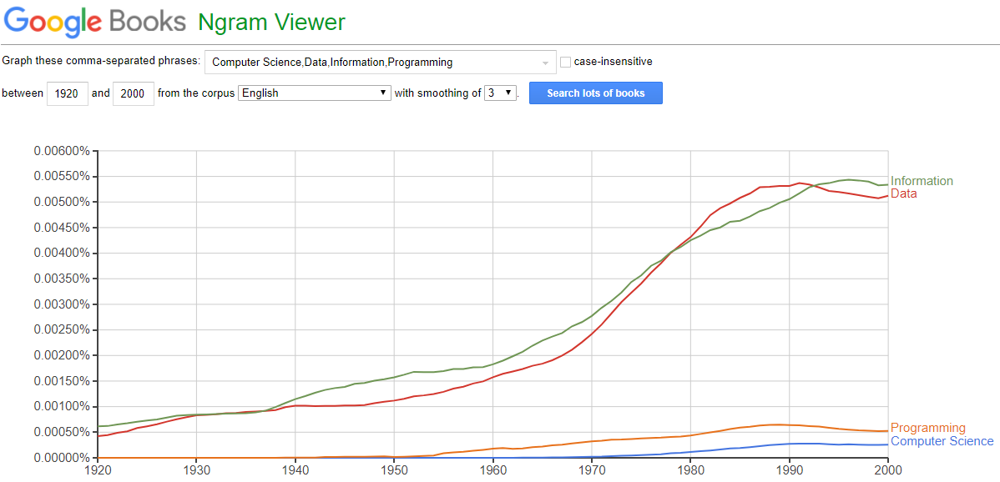 Google Books Ngram Viewer
Graph these comma-separated phrases: Computer Science,Data,Information,Programming case-insensitive
between 1920 and 2000 from the corpus English with smoothing of 3 . Search lots of books
0.00600%
0.00550%
0.00500%
0.00450%
0.00400%
0.00350%
0.00300%
0.00250%
0.00200%
0.00150%
0.00100%
0.00050%
0.00000%
Information
Data
Programming
Computer Science
1920 1930 1940 1950 1960 1970 1980 1990 2000